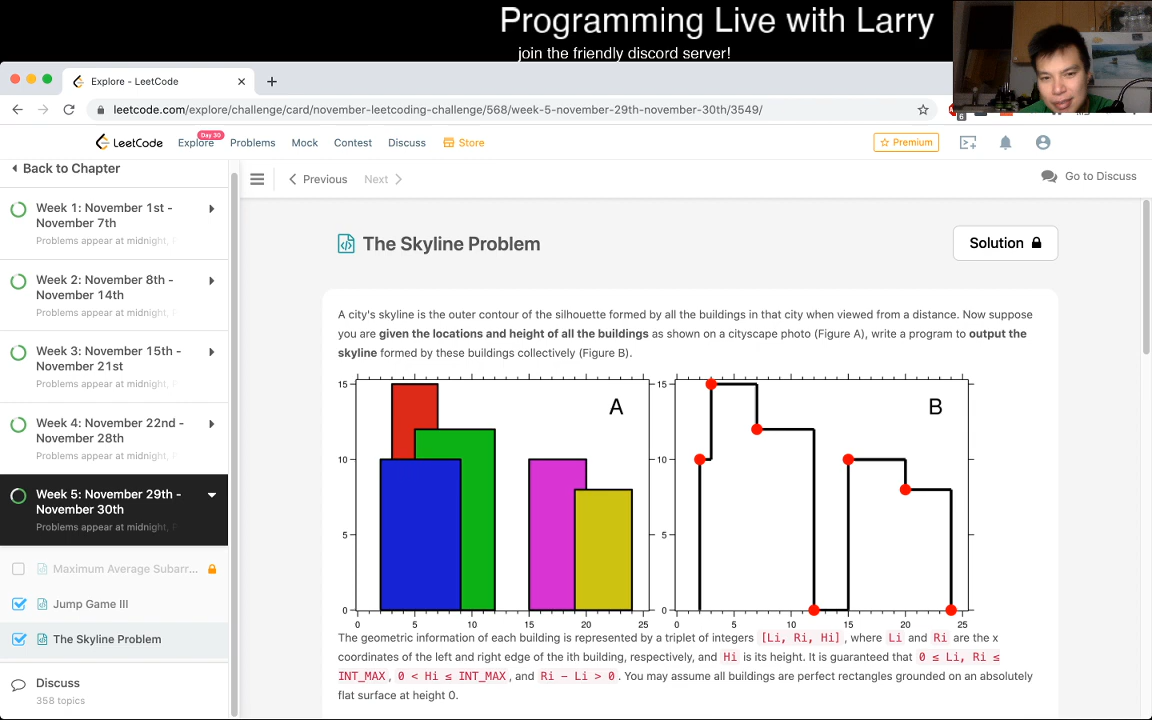 Programming Live with Larry
join the friendly discord server!
Explore - LeetCode
leetcode.com/explore/challenge/card/november-leetcoding-challenge/568/week-5-november-29th-november-30th/3549/
6
LeetCode
Explore
Day 30
Problems
Mock
Contest
Discuss
Store
Premium
Back to Chapter
Previous
Next
Go to Discuss
Week 1: November 1st -
November 7th
Problems appear at midnight,
Week 2: November 8th -
November 14th
Problems appear at midnight,
Week 3: November 15th -
November 21st
Problems appear at midnight,
Week 4: November 22nd -
November 28th
Problems appear at midnight,
Week 5: November 29th -
November 30th
Problems appear at midnight,
Maximum Average Subarr...
Jump Game III
The Skyline Problem
Discuss
358 topics
The Skyline Problem
Solution
A city's skyline is the outer contour of the silhouette formed by all the buildings in that city when viewed from a distance. Now suppose
you are given the locations and height of all the buildings as shown on a cityscape photo (Figure A), write a program to output the
skyline formed by these buildings collectively (Figure B).
15
10
5
0
A
0 5 10 15 20 25
15
10
5
0
B
0 5 10 15 20 25
The geometric information of each building is represented by a triplet of integers [Li, Ri, Hi], where Li and Ri are the x
coordinates of the left and right edge of the ith building, respectively, and Hi is its height. It is guaranteed that 0 ≤ Li, Ri ≤
INT_MAX, 0 < Hi ≤ INT_MAX, and Ri - Li > 0. You may assume all buildings are perfect rectangles grounded on an absolutely
flat surface at height 0.